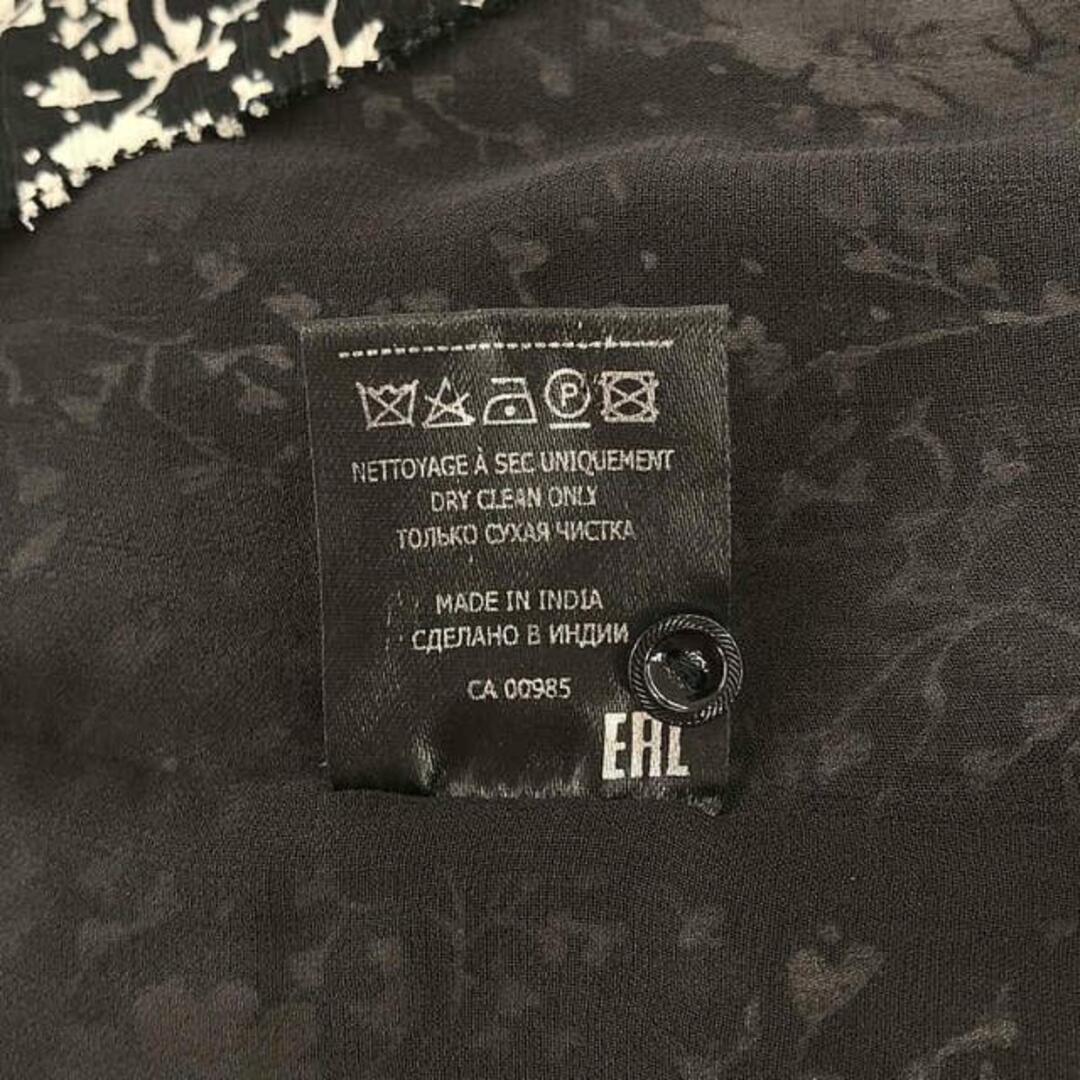 P
NETTOYAGE À SEC UNIQUEMENT
DRY CLEAN ONLY
ТОЛЬКО СУХАЯ ЧИСТКА
MADE IN INDIA
СДЕЛАНО В ИНДИИ
CA 00985
EAC